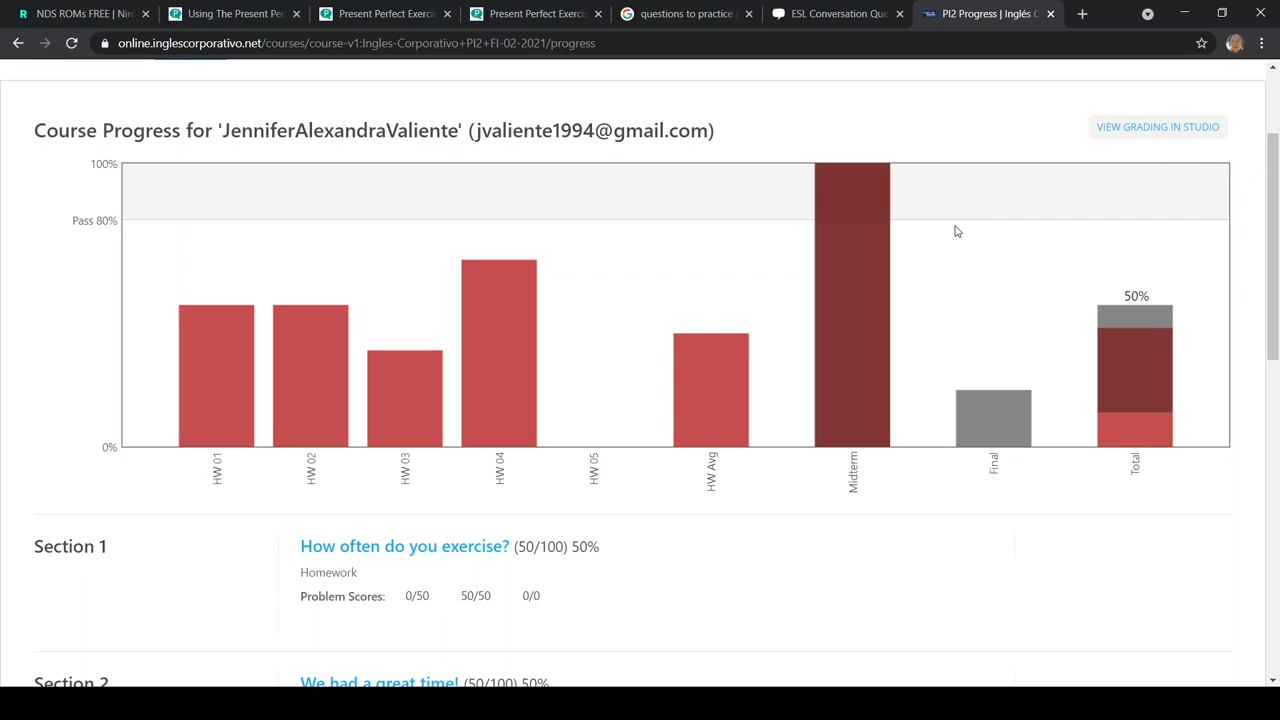 NDS ROMs FREE | Nin
Using The Present Per
Present Perfect Exerci
Present Perfect Exerci
questions to practice p
ESL Conversation Que
PI2 Progress | Inglés C
online.inglescorporativo.net/courses/course-v1:Ingles-Corporativo+PI2+FI-02-2021/progress
Course Progress for 'JenniferAlexandraValiente' (jvaliente1994@gmail.com)
VIEW GRADING IN STUDIO
100%
Pass 80%
50%
0%
HW 01
HW 02
HW 03
HW 04
HW 05
HW Avg
Midterm
Final
Total
Section 1
How often do you exercise? (50/100) 50%
Homework
Problem Scores: 0/50 50/50 0/0
Section 2
We had a great time! (50/100) 50%